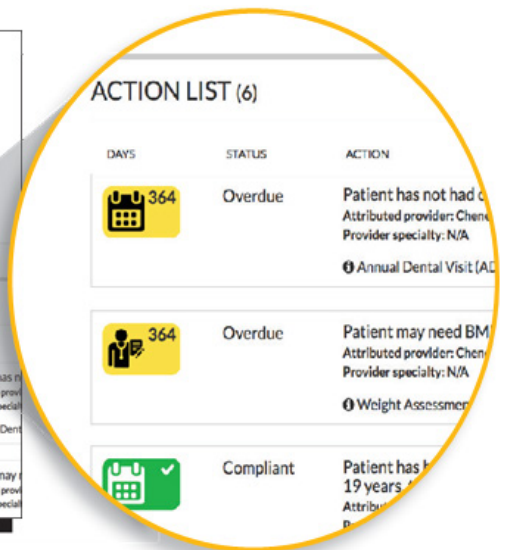 ACTION LIST (6)
DAYS STATUS ACTION
364 Overdue Patient has not had
Attributed provider:
Provider specialty: N/A
Annual Dental Visit
364 Overdue Patient may need BMI
Attributed provider:
Provider specialty: N/A
Weight
Compliant Patient has
19 years